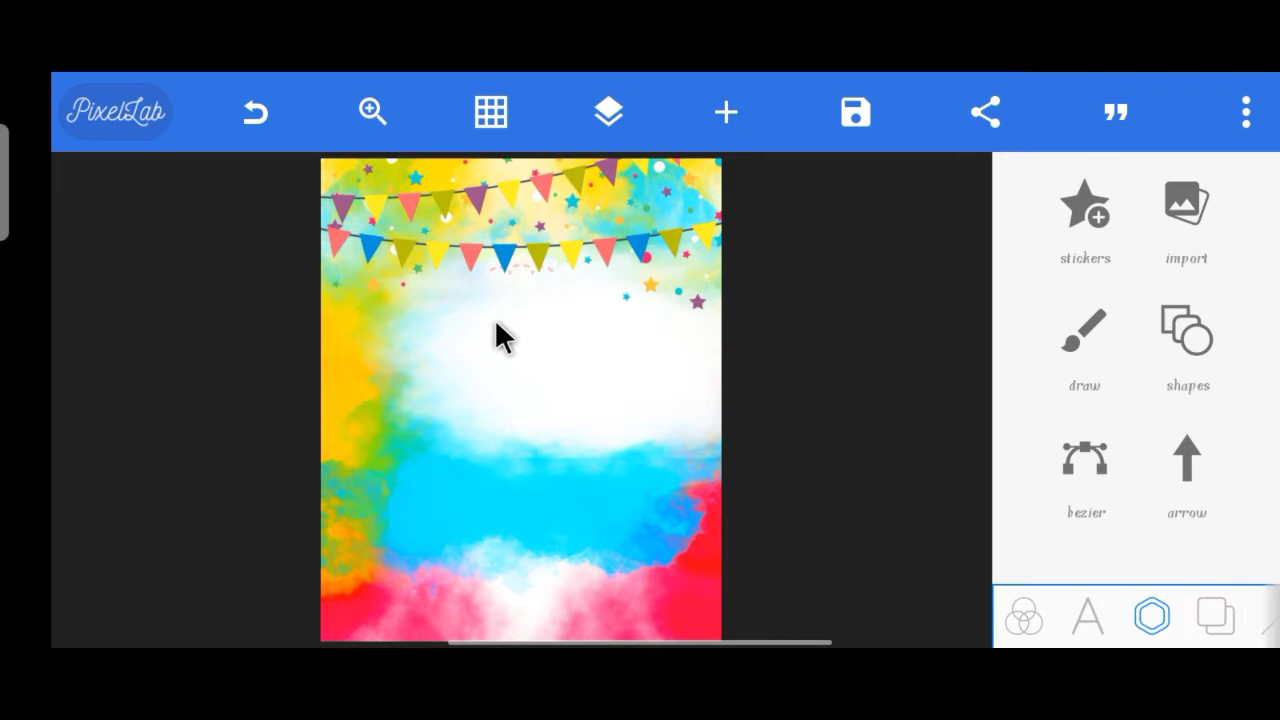 PixelLab
stickers
import
draw
shapes
bezier
arrow